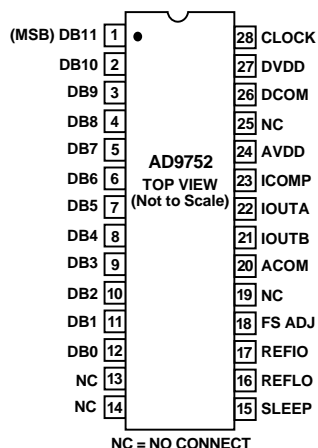 (MSB) DB11 1 28 CLOCK
DB10 2 27 DVDD
DB9 3 26 DCOM
DB8 4 25 NC
DB7 5 24 AVDD
DB6 6 23 ICOMP
DB5 7 22 IOUTA
DB4 8 21 IOUTB
DB3 9 20 ACOM
DB2 10 19 NC
DB1 11 18 FS ADJ
DB0 12 17 REFIO
NC 13 16 REFLO
NC 14 15 SLEEP
AD9752
TOP VIEW
(Not to Scale)
NC = NO CONNECT